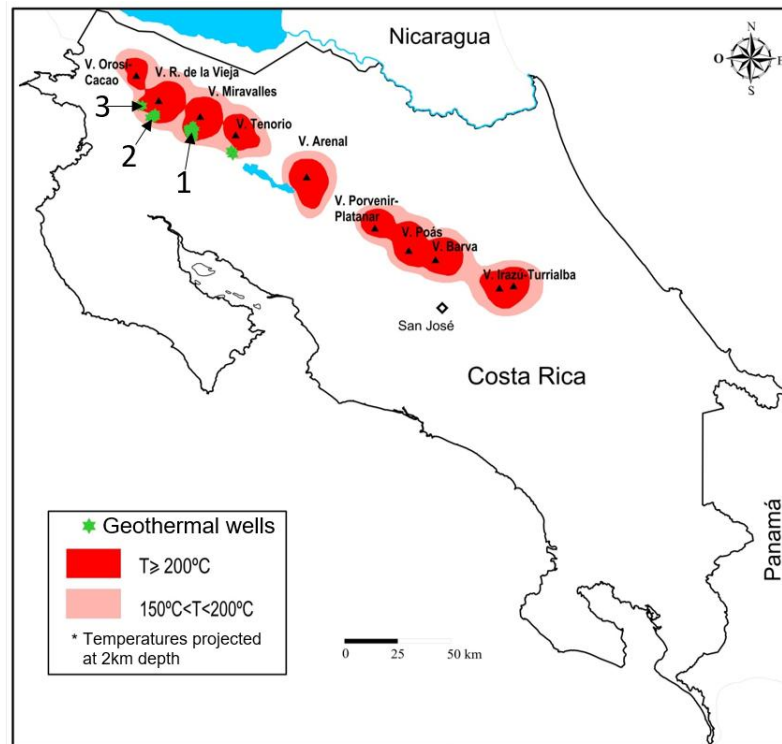 Nicaragua
N
O
E
S
V. Orosí-
Cacao
V. R. de la Vieja
V. Miravalles
3
V. Tenorio
2
V. Arenal
1
V. Porvenir-
Platanar
V. Poás
V. Barva
V. Irazú-Turrialba
San José
Costa Rica
Panamá
Geothermal wells
T⩾ 200ºC
150ºC<T<200ºC
* Temperatures projected
at 2km depth
0 25 50 km